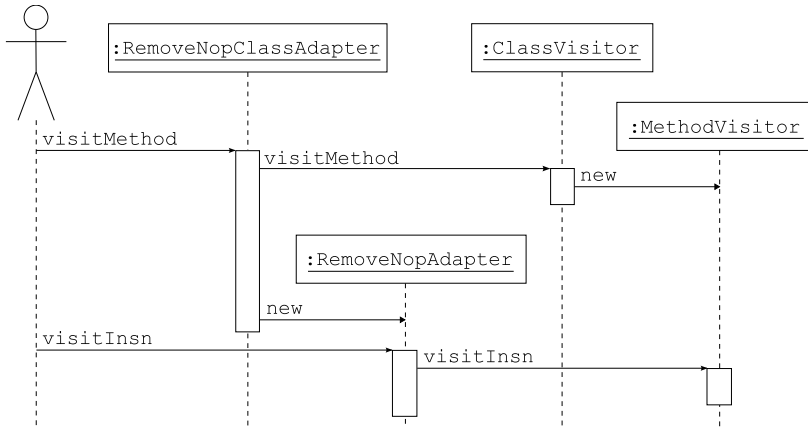 :RemoveNopClassAdapter
:ClassVisitor
:MethodVisitor
visitMethod
visitMethod
new
:RemoveNopAdapter
new
visitInsn
visitInsn